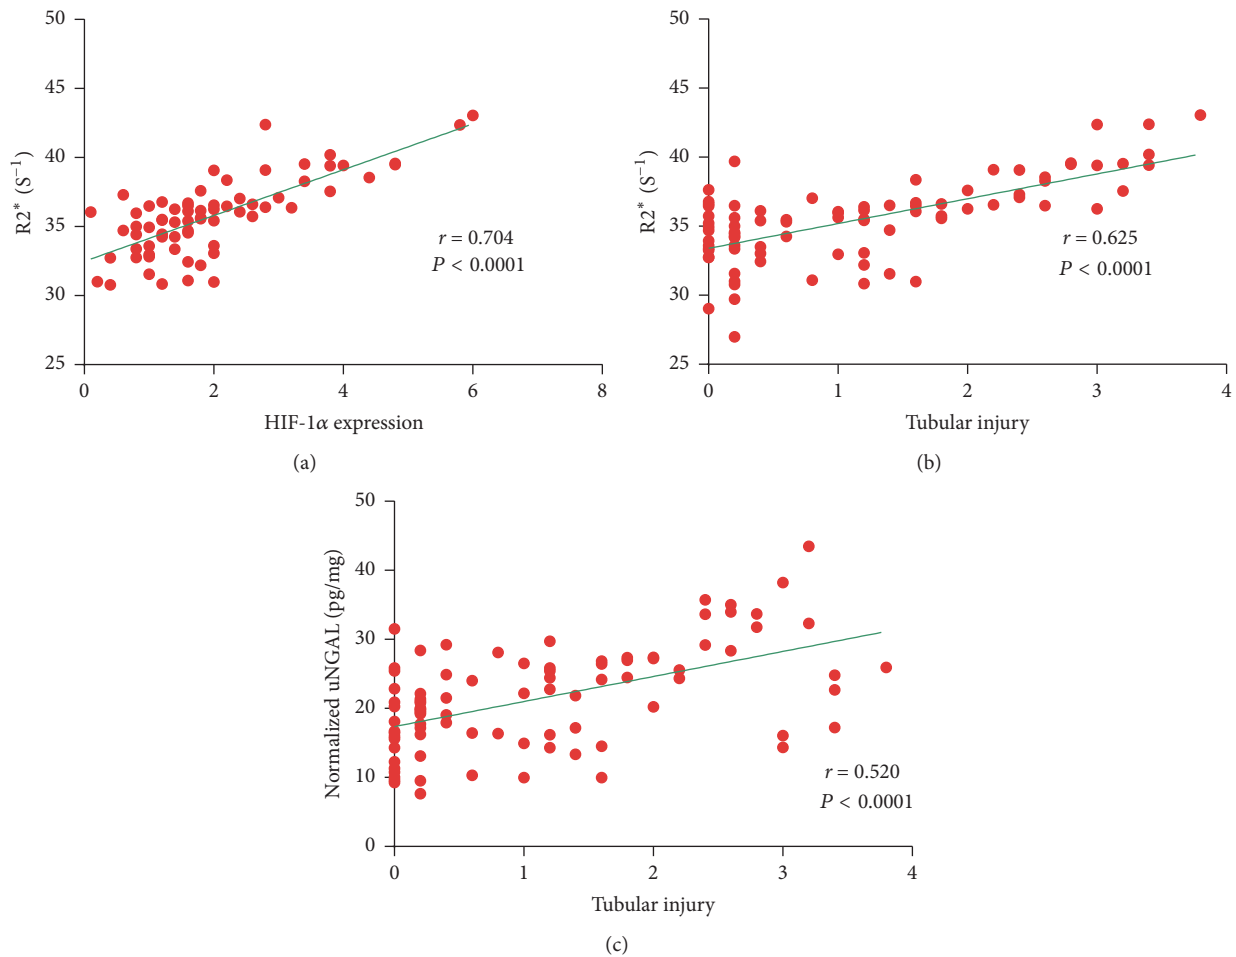 50
45
40
35
30
25
R2* (S⁻¹)
r = 0.704
P < 0.0001
0 2 4 6 8
HIF-1α expression
(a)
50
45
40
35
30
25
R2* (S⁻¹)
r = 0.625
P < 0.0001
0 1 2 3 4
Tubular injury
(b)
50
40
30
20
10
0
Normalized uNGAL (pg/mg)
r = 0.520
P < 0.0001
0 1 2 3 4
Tubular injury
(c)